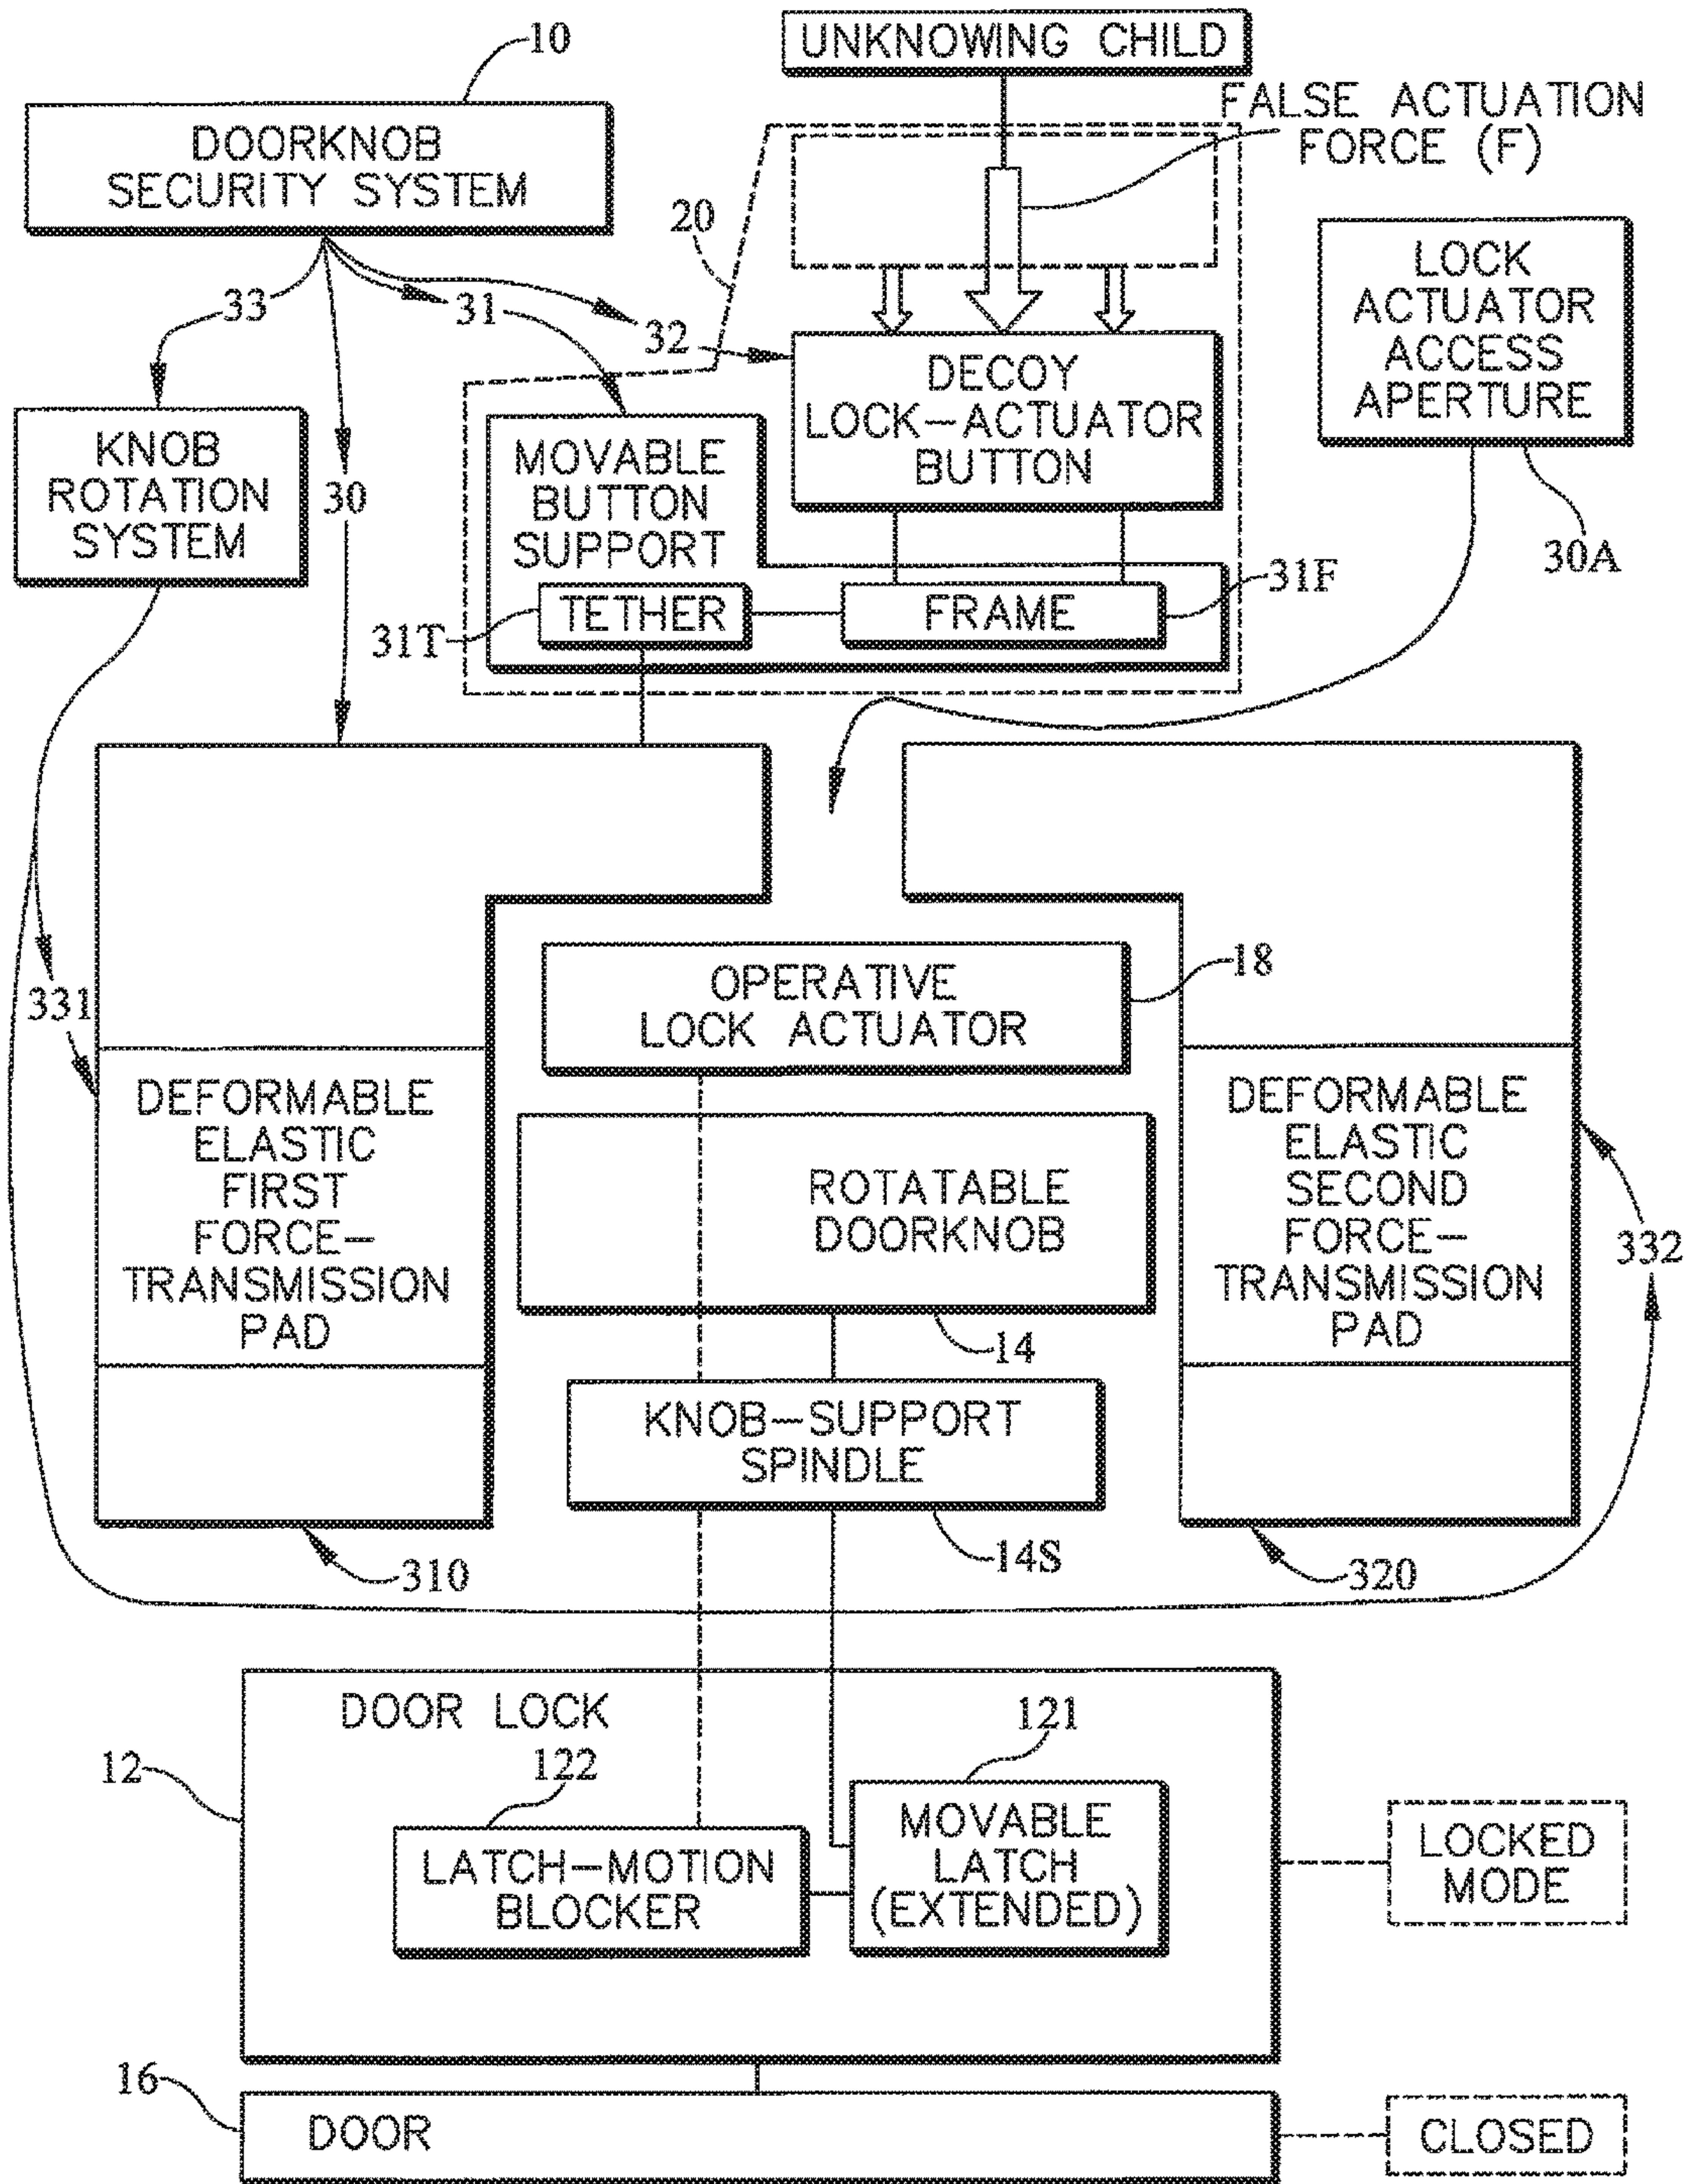 UNKNOWING CHILD
10
FALSE ACTUATION
FORCE (F)
DOORKNOB
SECURITY SYSTEM
20
LOCK
ACTUATOR
ACCESS
APERTURE
33
31
32
DECOY
LOCK-ACTUATOR
BUTTON
KNOB
ROTATION
SYSTEM
30
MOVABLE
BUTTON
SUPPORT
30A
31F
TETHER
FRAME
31T
OPERATIVE
LOCK ACTUATOR
18
331
DEFORMABLE
ELASTIC
FIRST
FORCE-
TRANSMISSION
PAD
ROTATABLE
DOORKNOB
DEFORMABLE
ELASTIC
SECOND
FORCE-
TRANSMISSION
PAD
332
14
KNOB-SUPPORT
SPINDLE
14S
310
320
DOOR LOCK
121
12
122
MOVABLE
LATCH
(EXTENDED)
LATCH-MOTION
BLOCKER
LOCKED
MODE
16
DOOR
CLOSED